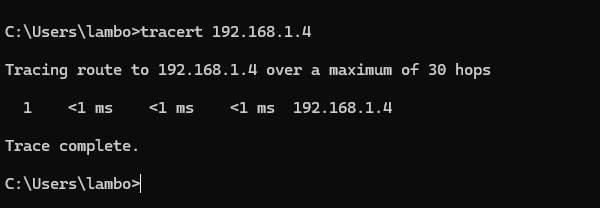 C:\Users\lambo>tracert 192.168.1.4
Tracing route to 192.168.1.4 over a maximum of 30 hops
  1    <1 ms    <1 ms    <1 ms  192.168.1.4
Trace complete.
C:\Users\lambo>